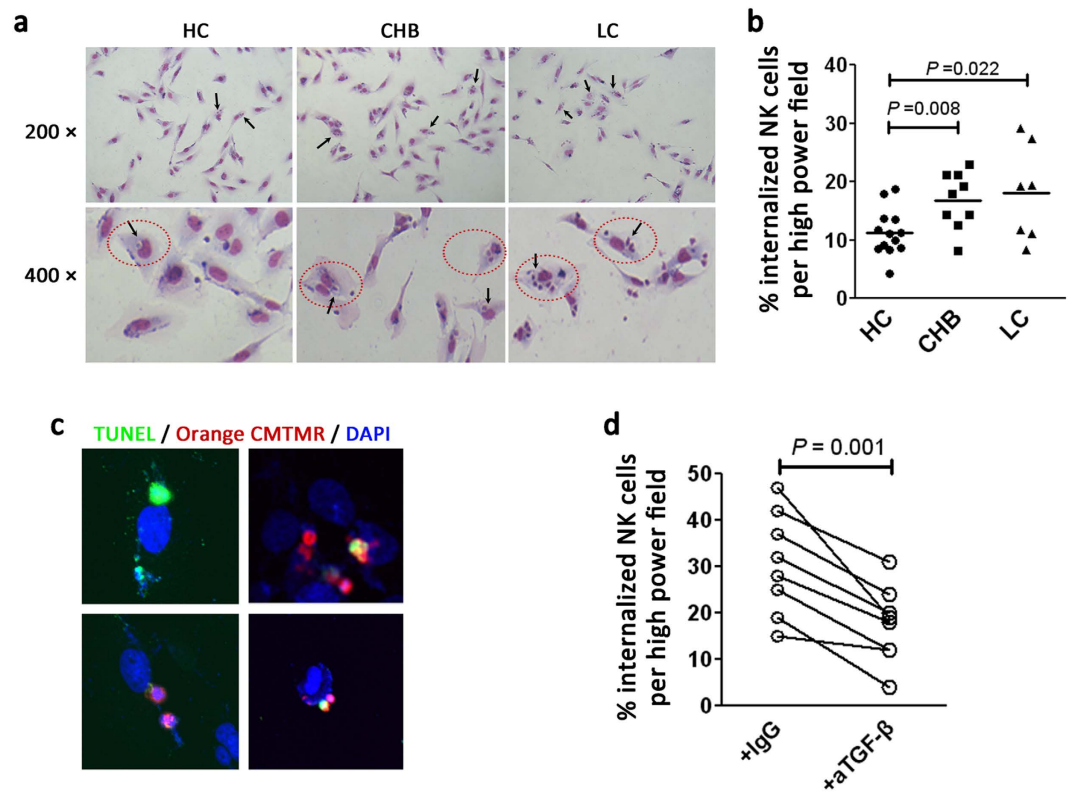 a
HC CHB LC
200 ×
400 ×
b
% internalized NK cells
per high power field
40
30
20
10
0
P =0.022
P =0.008
HC CHB LC
c
TUNEL / Orange CMTMR / DAPI
d
% internalized NK cells
per high power field
50
40
30
20
10
0
P = 0.001
+IgG +aTGF-β